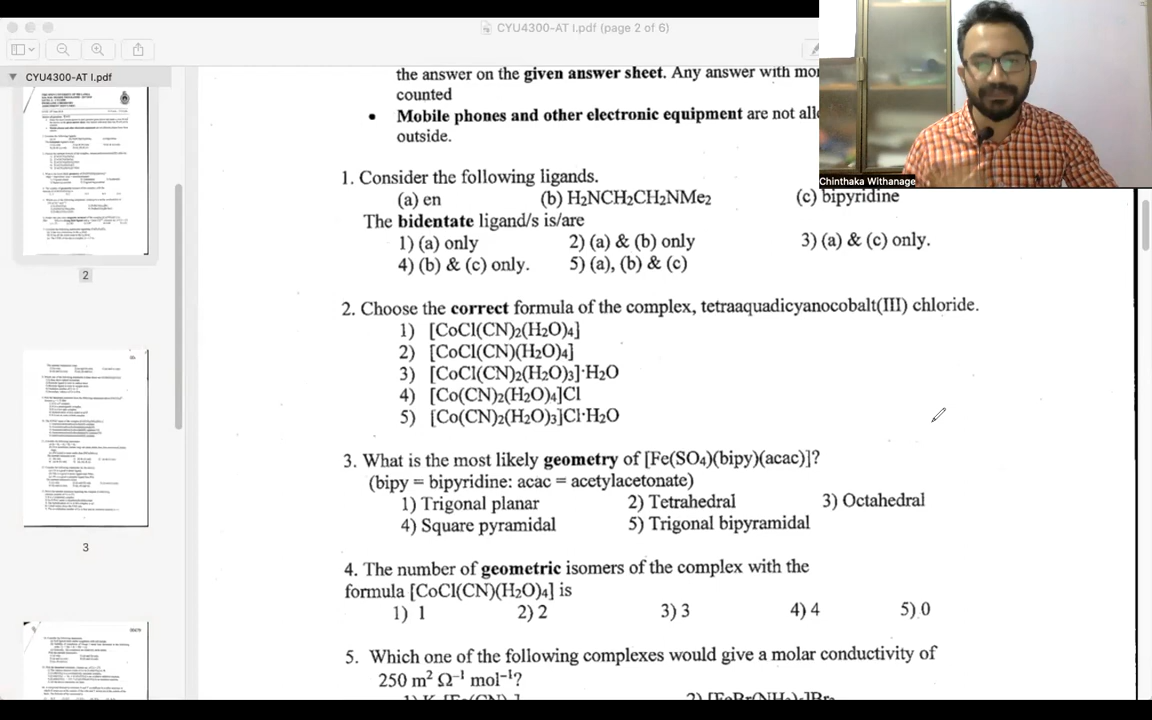 CYU4300-AT I.pdf (page 2 of 6)
CYU4300-AT I.pdf
2
3
Chinthaka Withanage
the answer on the given answer sheet. Any answer with mo
counted
• Mobile phones and other electronic equipment are not all
outside.
1. Consider the following ligands.
(a) en (b) H₂NCH₂CH₂NMe₂ (c) bipyridine
The bidentate ligand/s is/are
1) (a) only 2) (a) & (b) only 3) (a) & (c) only.
4) (b) & (c) only. 5) (a), (b) & (c)
2. Choose the correct formula of the complex, tetraaquadicyanocobalt(III) chloride.
1) [CoCl(CN)₂(H₂O)₄]
2) [CoCl(CN)(H₂O)₄]
3) [CoCl(CN)₂(H₂O)₃]·H₂O
4) [Co(CN)₂(H₂O)₄]Cl
5) [Co(CN)₂(H₂O)₃]Cl·H₂O
3. What is the most likely geometry of [Fe(SO₄)(bipy)(acac)]?
(bipy = bipyridine: acac = acetylacetonate)
1) Trigonal planar 2) Tetrahedral 3) Octahedral
4) Square pyramidal 5) Trigonal bipyramidal
4. The number of geometric isomers of the complex with the
formula [CoCl(CN)(H₂O)₄] is
1) 1 2) 2 3) 3 4) 4 5) 0
5. Which one of the following complexes would give a molar conductivity of
250 m² Ω⁻¹ mol⁻¹?